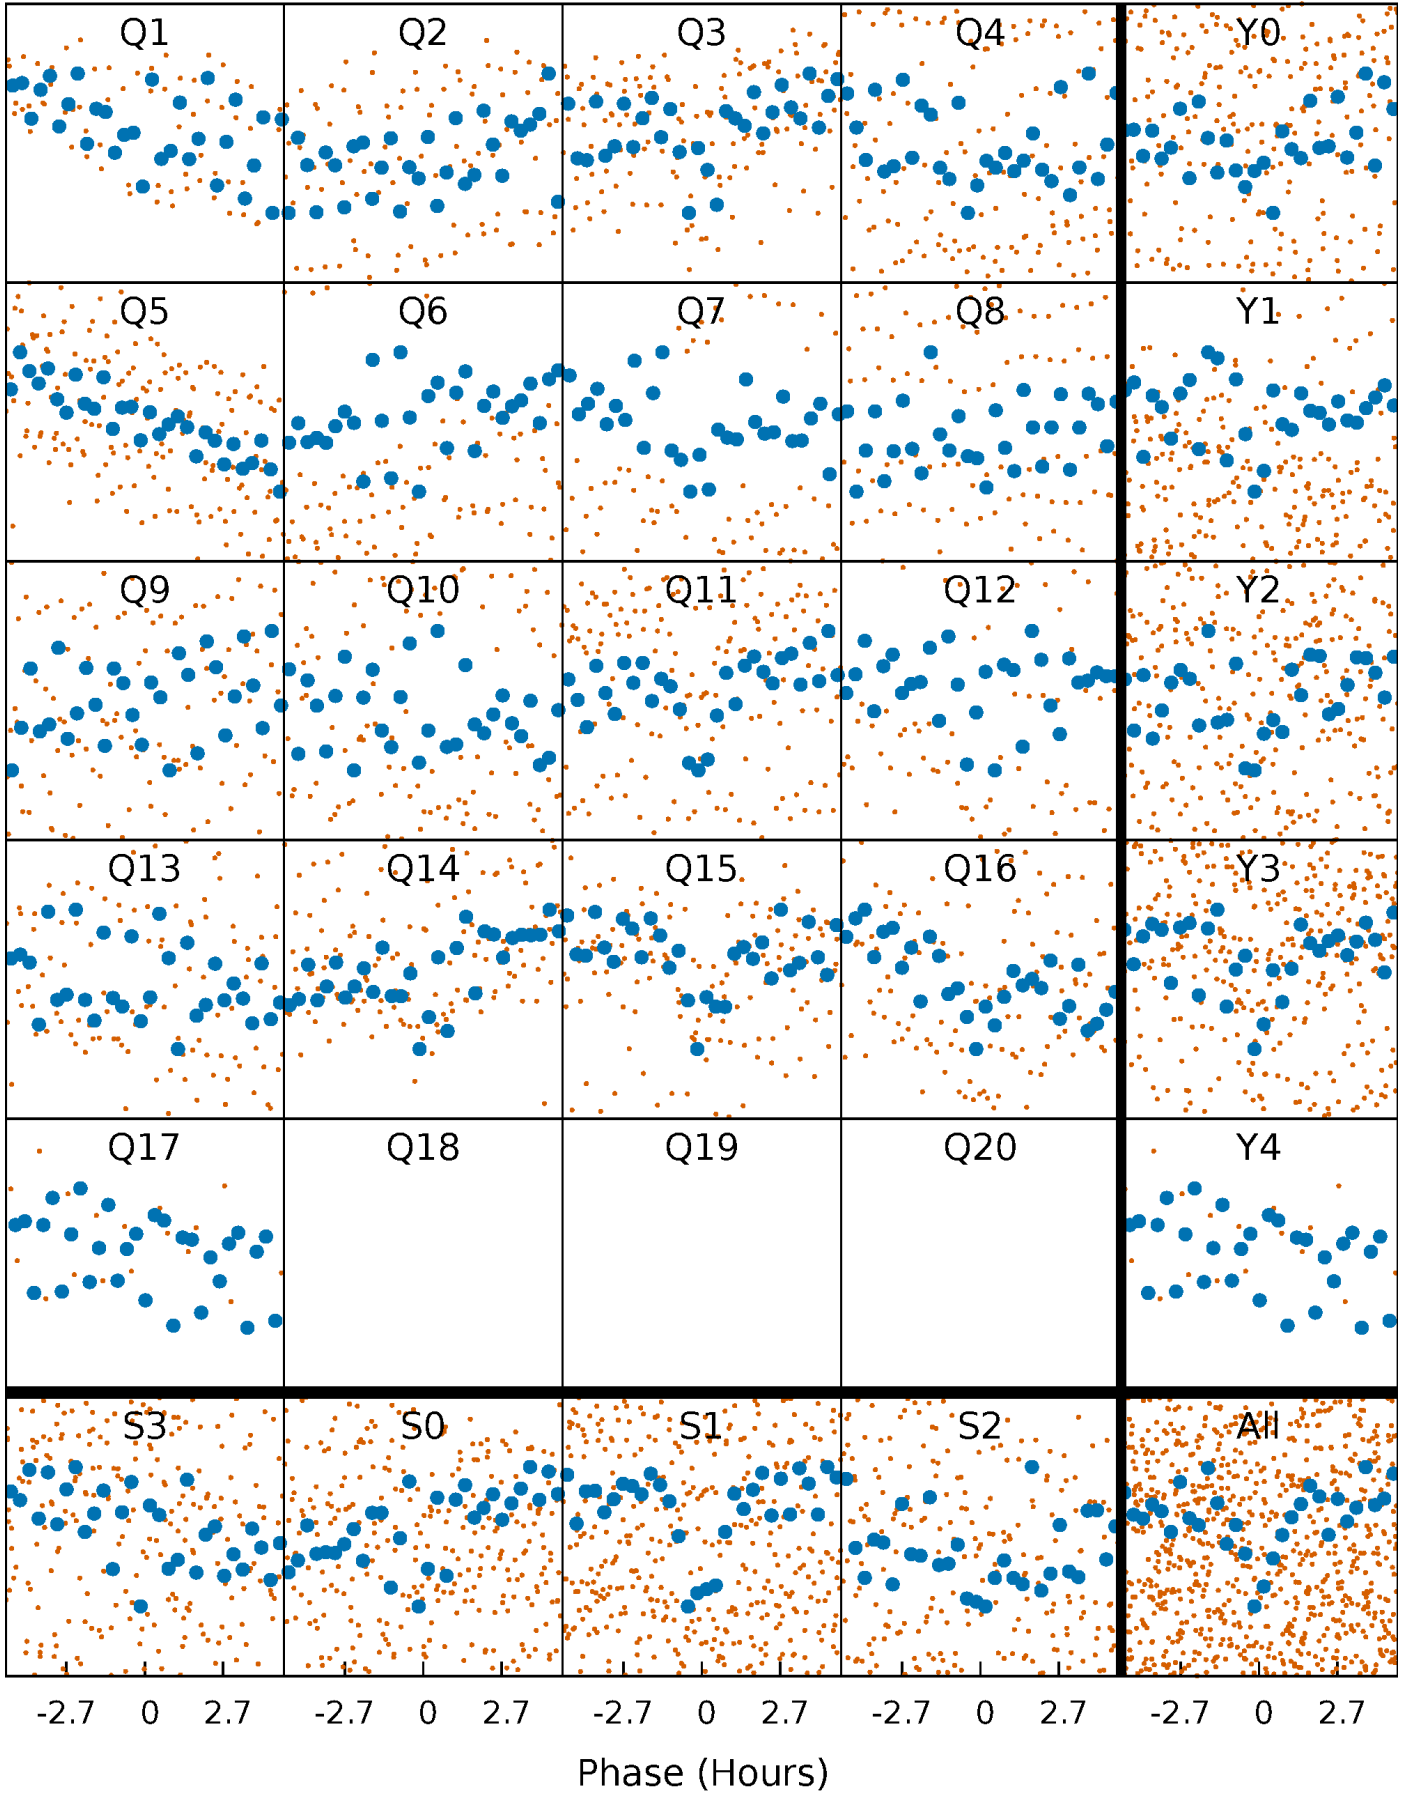 Q1 Q2 Q3 Q4 Y0
Q5 Q6 Q7 Q8 Y1
Q9 Q10 Q11 Q12 Y2
Q13 Q14 Q15 Q16 Y3
Q17 Q18 Q19 Q20 Y4
S3 S0 S1 S2 All
-2.7 0 2.7 -2.7 0 2.7 -2.7 0 2.7 -2.7 0 2.7 -2.7 0 2.7
Phase (Hours)